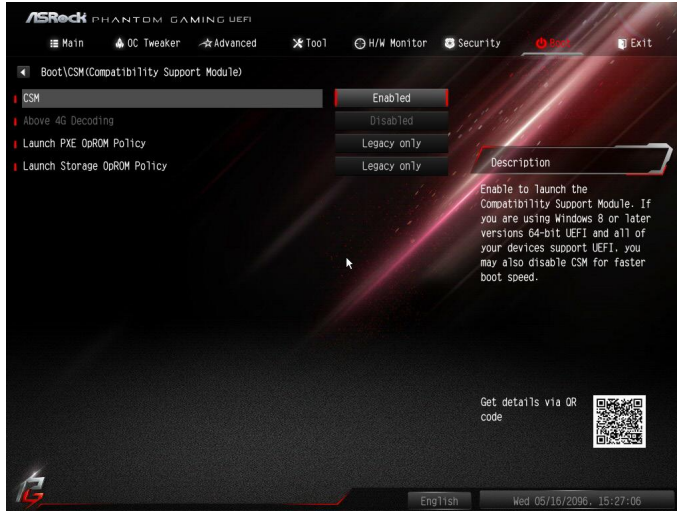 ASRock PHANTOM GAMING UEFI
Main OC Tweaker Advanced Tool H/W Monitor Security Boot Exit
Boot\CSM(Compatibility Support Module)
CSM Enabled
Above 4G Decoding Disabled
Launch PXE OpROM Policy Legacy only
Launch Storage OpROM Policy Legacy only
Description
Enable to launch the
Compatibility Support Module. If
you are using Windows 8 or later
versions 64-bit UEFI and all of
your devices support UEFI, you
may also disable CSM for faster
boot speed.
Get details via QR
code
English Wed 05/16/2096. 15:27:06